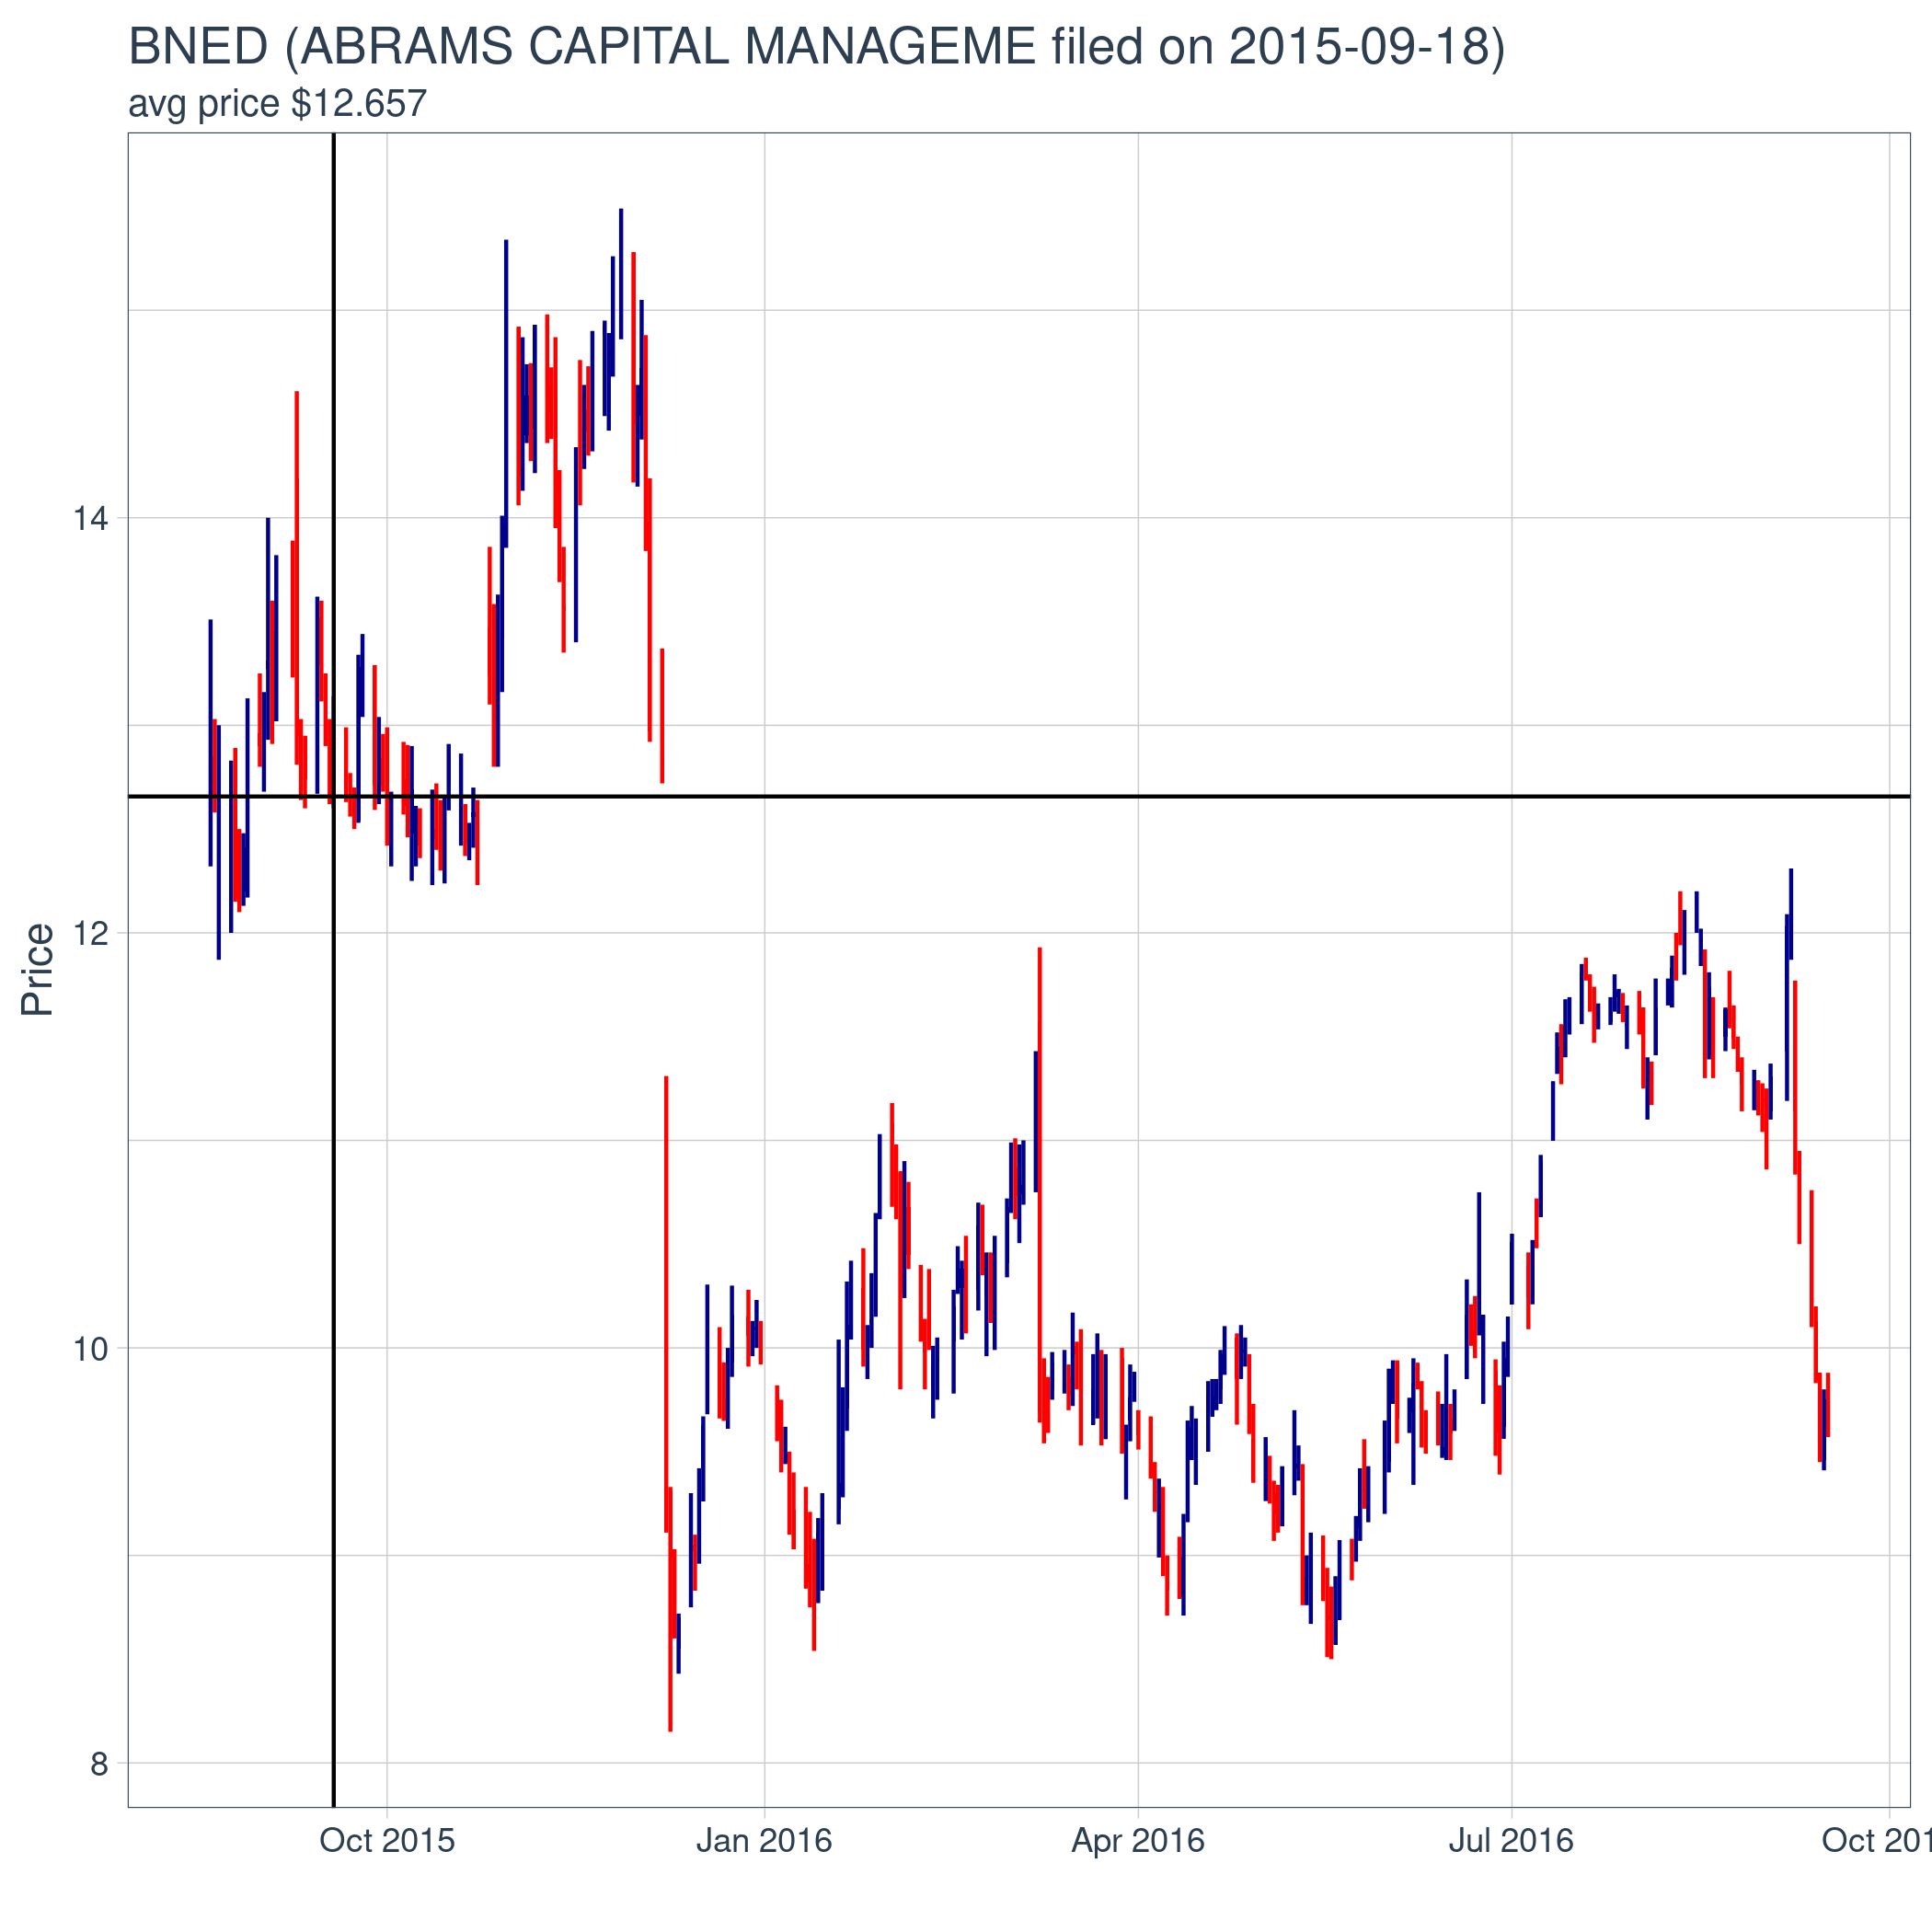 BNED (ABRAMS CAPITAL MANAGEME filed on 2015-09-18)
avg price $12.657
Price
14
12
10
8
Oct 2015 Jan 2016 Apr 2016 Jul 2016 Oct 201